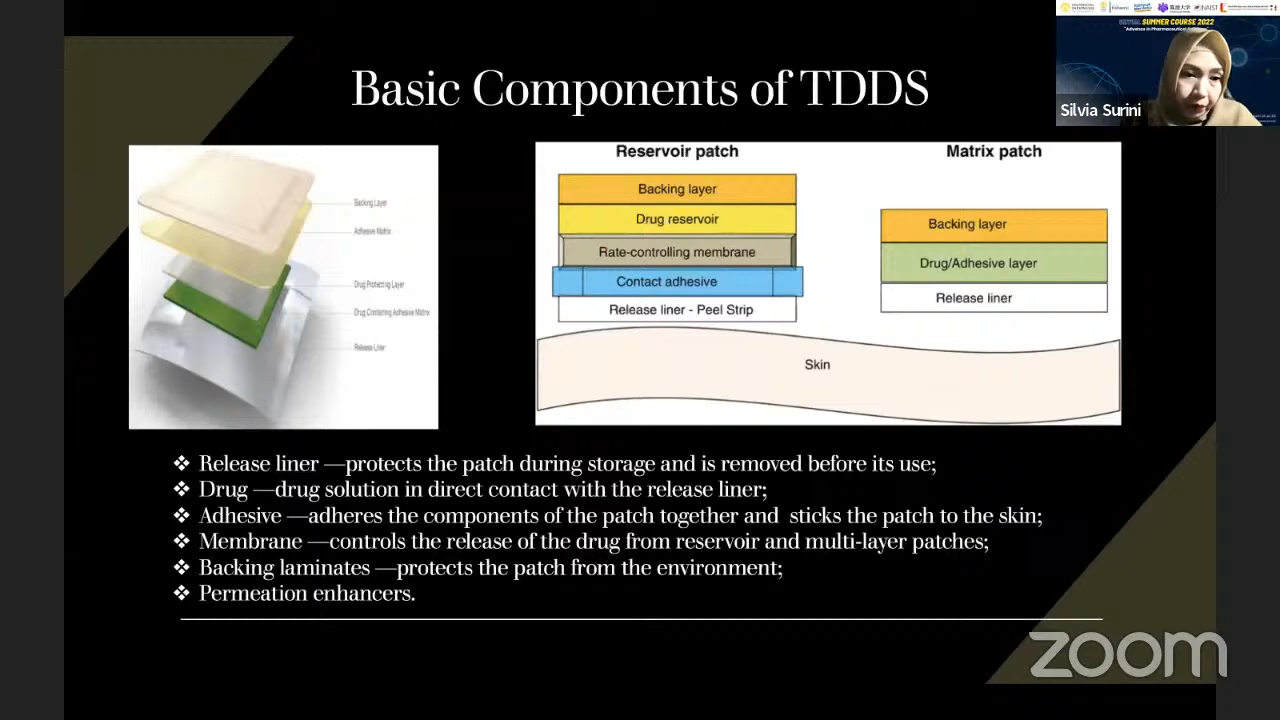 Basic Components of TDDS
SUMMER COURSE 2022
Silvia Surini
Backing Layer
Adhesive Matrix
Drug Protecting Layer
Drug Containing Adhesive Matrix
Release Liner
Reservoir patch
Backing layer
Drug reservoir
Rate-controlling membrane
Contact adhesive
Release liner - Peel Strip
Matrix patch
Backing layer
Drug/Adhesive layer
Release liner
Skin
❖ Release liner —protects the patch during storage and is removed before its use;
❖ Drug —drug solution in direct contact with the release liner;
❖ Adhesive —adheres the components of the patch together and sticks the patch to the skin;
❖ Membrane —controls the release of the drug from reservoir and multi-layer patches;
❖ Backing laminates —protects the patch from the environment;
❖ Permeation enhancers.
zoom